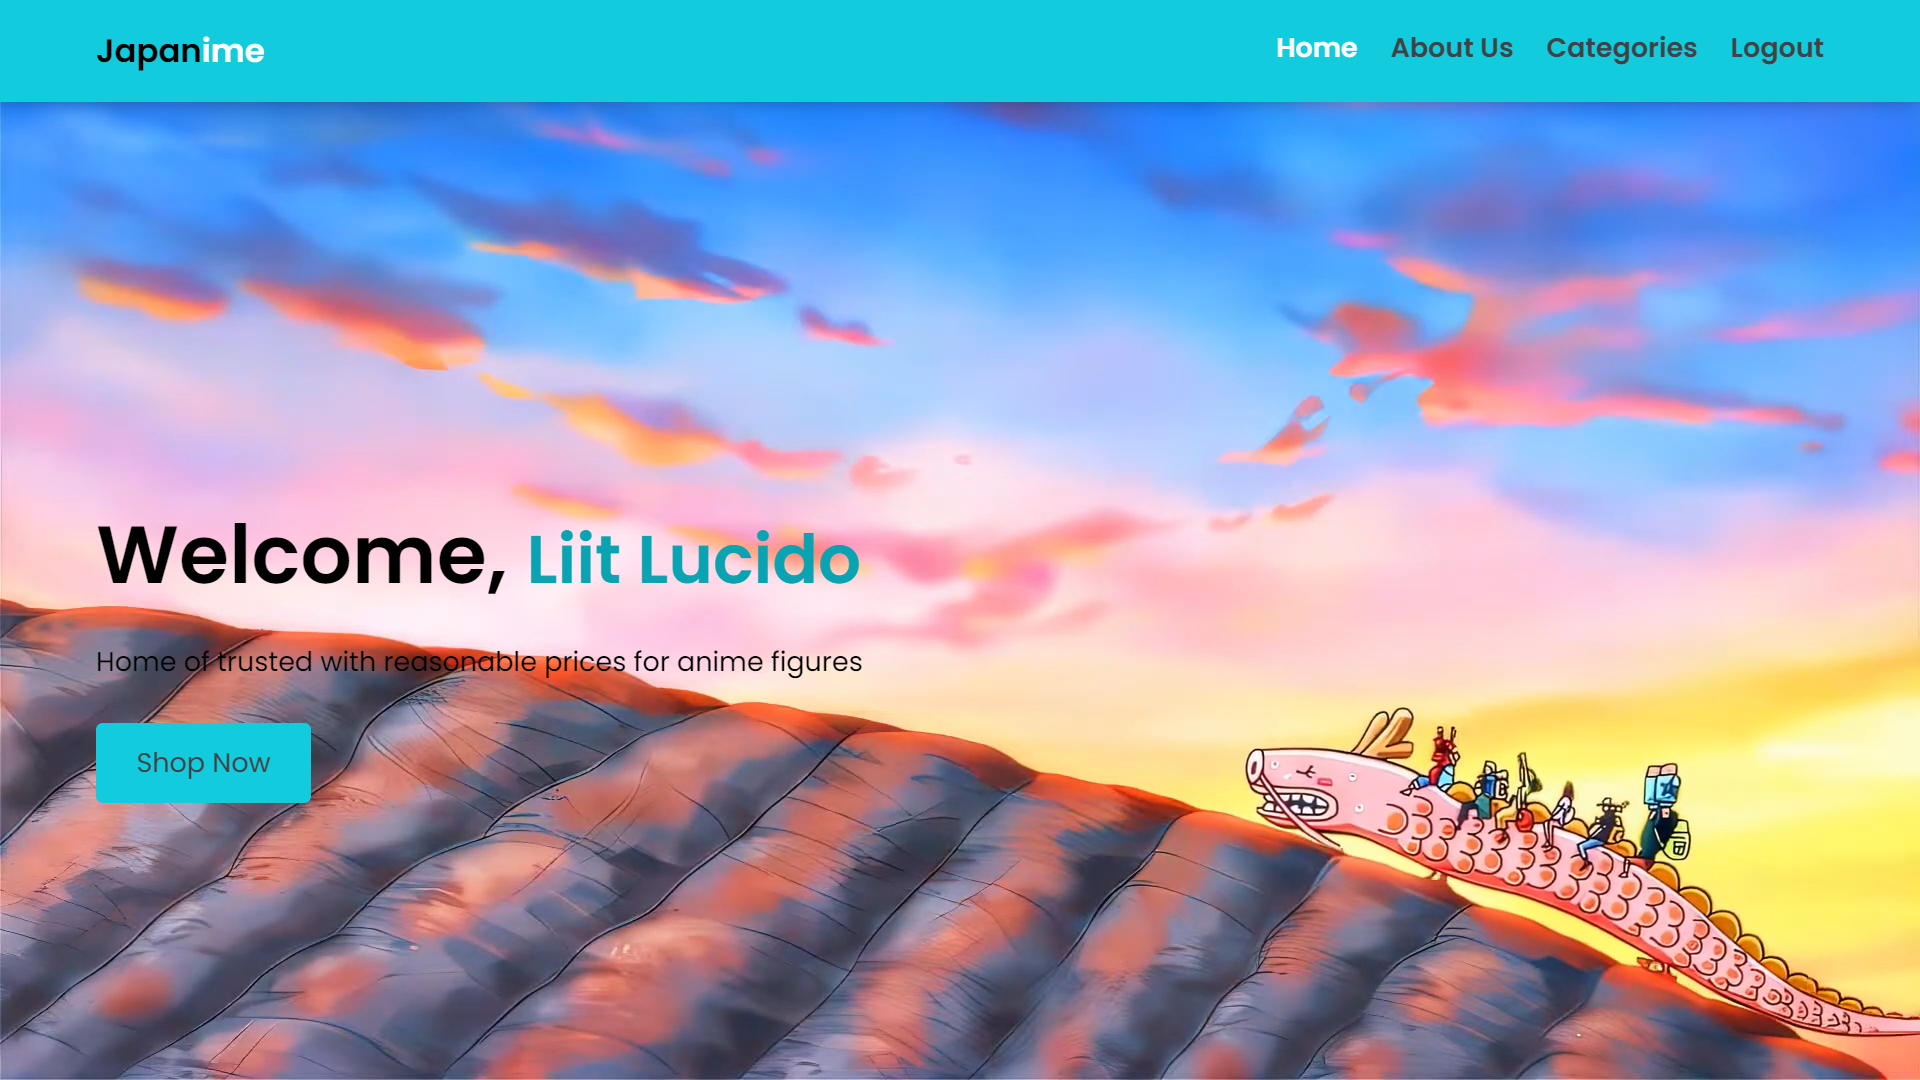 Japanime
Home About Us Categories Logout
Welcome, Liit Lucido
Home of trusted with reasonable prices for anime figures
Shop Now